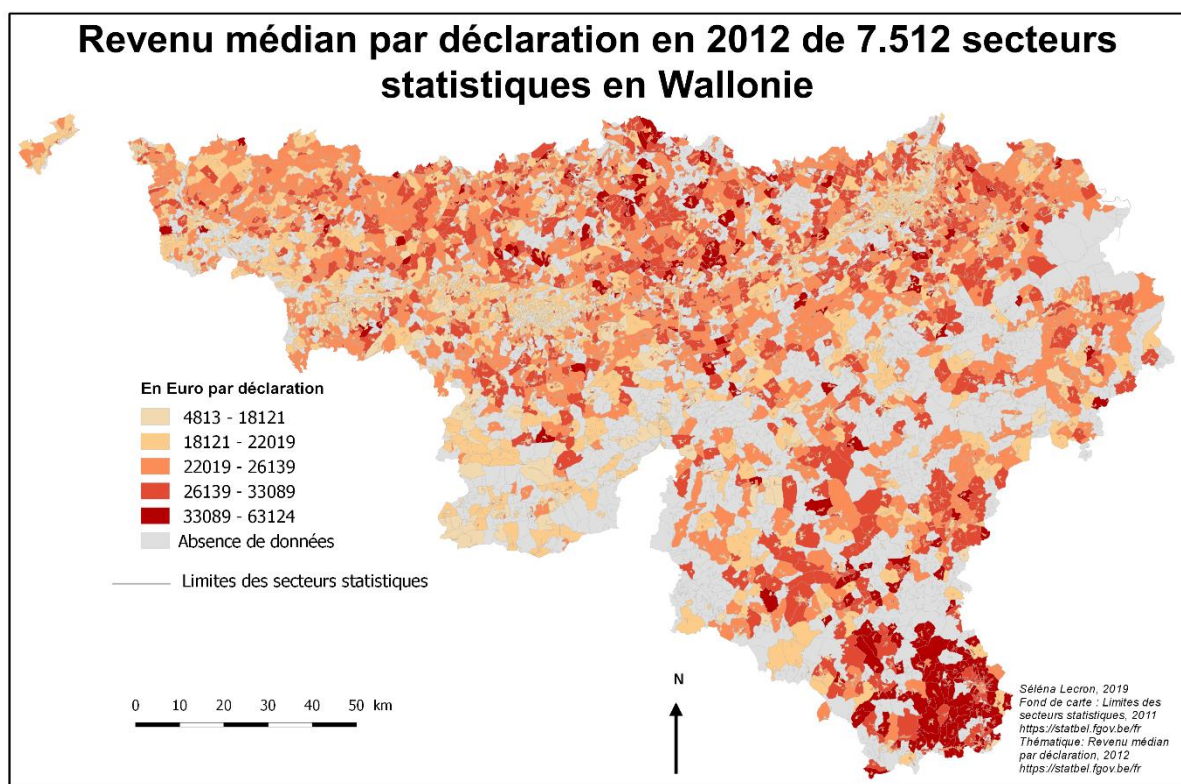 Revenu médian par déclaration en 2012 de 7.512 secteurs
statistiques en Wallonie
En Euro par déclaration
4813 - 18121
18121 - 22019
22019 - 26139
26139 - 33089
33089 - 63124
Absence de données
Limites des secteurs statistiques
0 10 20 30 40 50 km
N
Séléna Lecron, 2019
Fond de carte : Limites des
secteurs statistiques, 2011
https://statbel.fgov.be/fr
Thématique: Revenu médian
par déclaration, 2012
https://statbel.fgov.be/fr